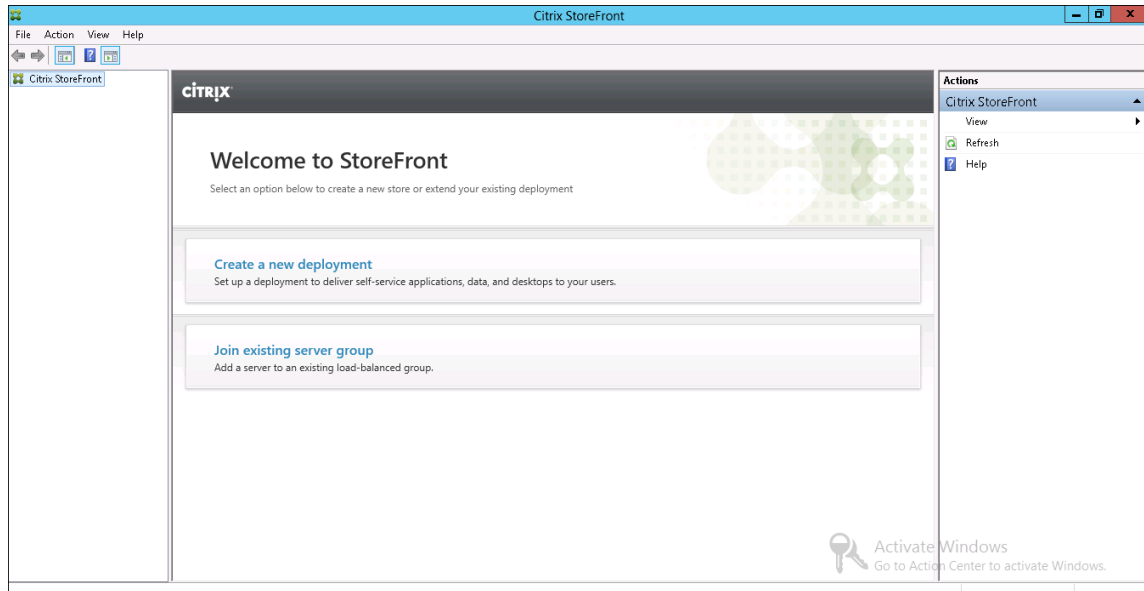 Citrix StoreFront
File Action View Help
Citrix StoreFront
CİTRIX
Welcome to StoreFront
Select an option below to create a new store or extend your existing deployment
Create a new deployment
Set up a deployment to deliver self-service applications, data, and desktops to your users.
Join existing server group
Add a server to an existing load-balanced group.
Actions
Citrix StoreFront
View
Refresh
Help
Activate Windows
Go to Action Center to activate Windows.